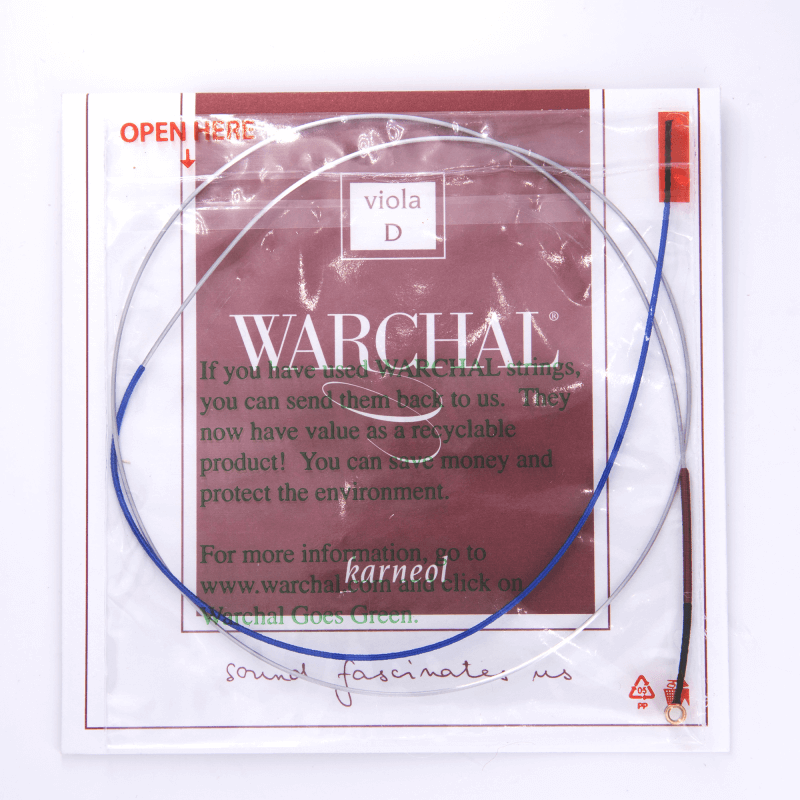 OPEN HERE
viola
D
WARCHAL®
If you have used WARCHAL strings,
you can send them back to us. They
now have value as a recyclable
product! You can save money and
protect the environment.
For more information, go to
www.warchal.com and click on
Warchal Goes Green.
karneol
sound fascinates us
05
PP